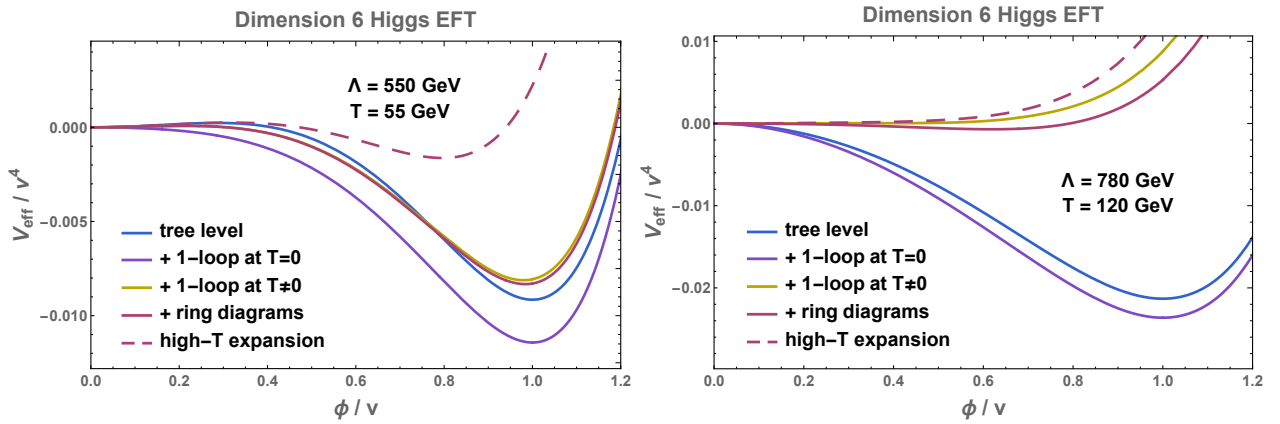 Dimension 6 Higgs EFT
Λ = 550 GeV
T = 55 GeV
0.000
-0.005
-0.010
V_eff / v^4
tree level
+ 1-loop at T=0
+ 1-loop at T≠0
+ ring diagrams
high-T expansion
0.0 0.2 0.4 0.6 0.8 1.0 1.2
ϕ / v
Dimension 6 Higgs EFT
0.01
0.00
-0.01
-0.02
V_eff / v^4
Λ = 780 GeV
T = 120 GeV
tree level
+ 1-loop at T=0
+ 1-loop at T≠0
+ ring diagrams
high-T expansion
0.0 0.2 0.4 0.6 0.8 1.0 1.2
ϕ / v